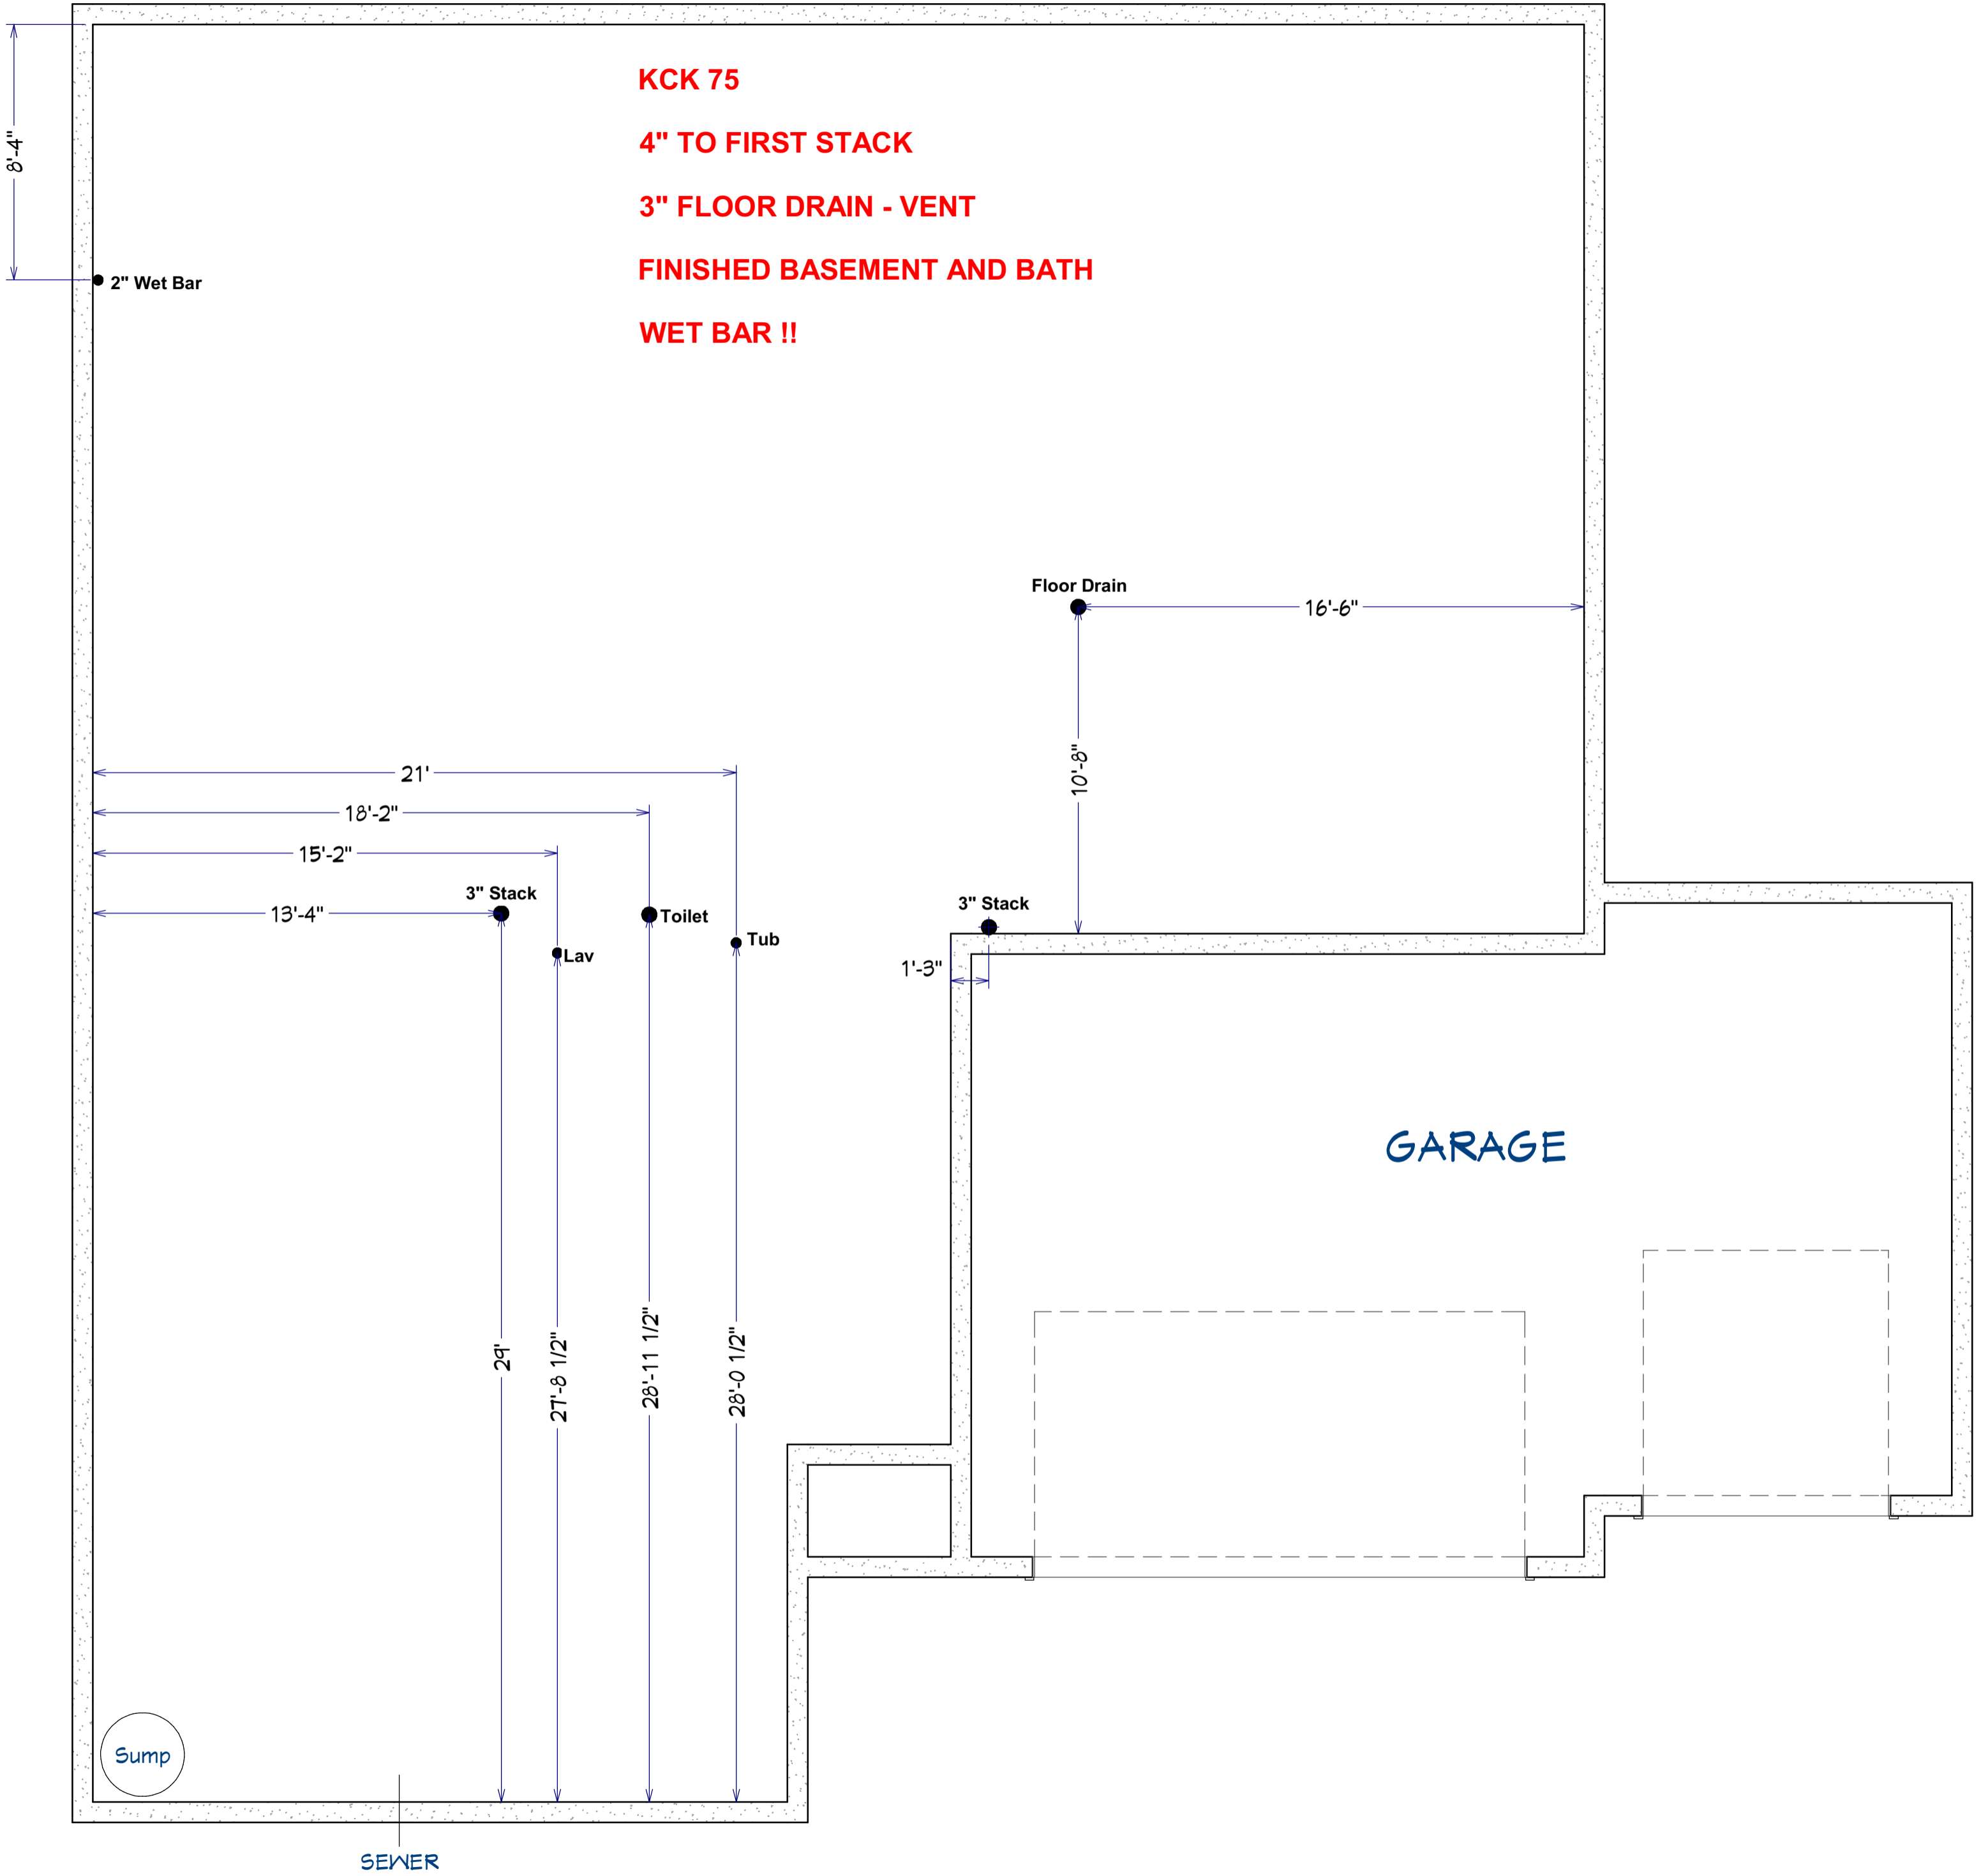 KCK 75
4" TO FIRST STACK
8'-4"
3" FLOOR DRAIN - VENT
FINISHED BASEMENT AND BATH
2" Wet Bar
WET BAR !!
Floor Drain
16'-6"
10'-8"
21'
18'-2"
15'-2"
3" Stack
13'-4"
Toilet
3" Stack
Tub
Lav
1'-3"
GARAGE
29'
27'-8 1/2"
28'-11 1/2"
28'-0 1/2"
Sump
SEWER